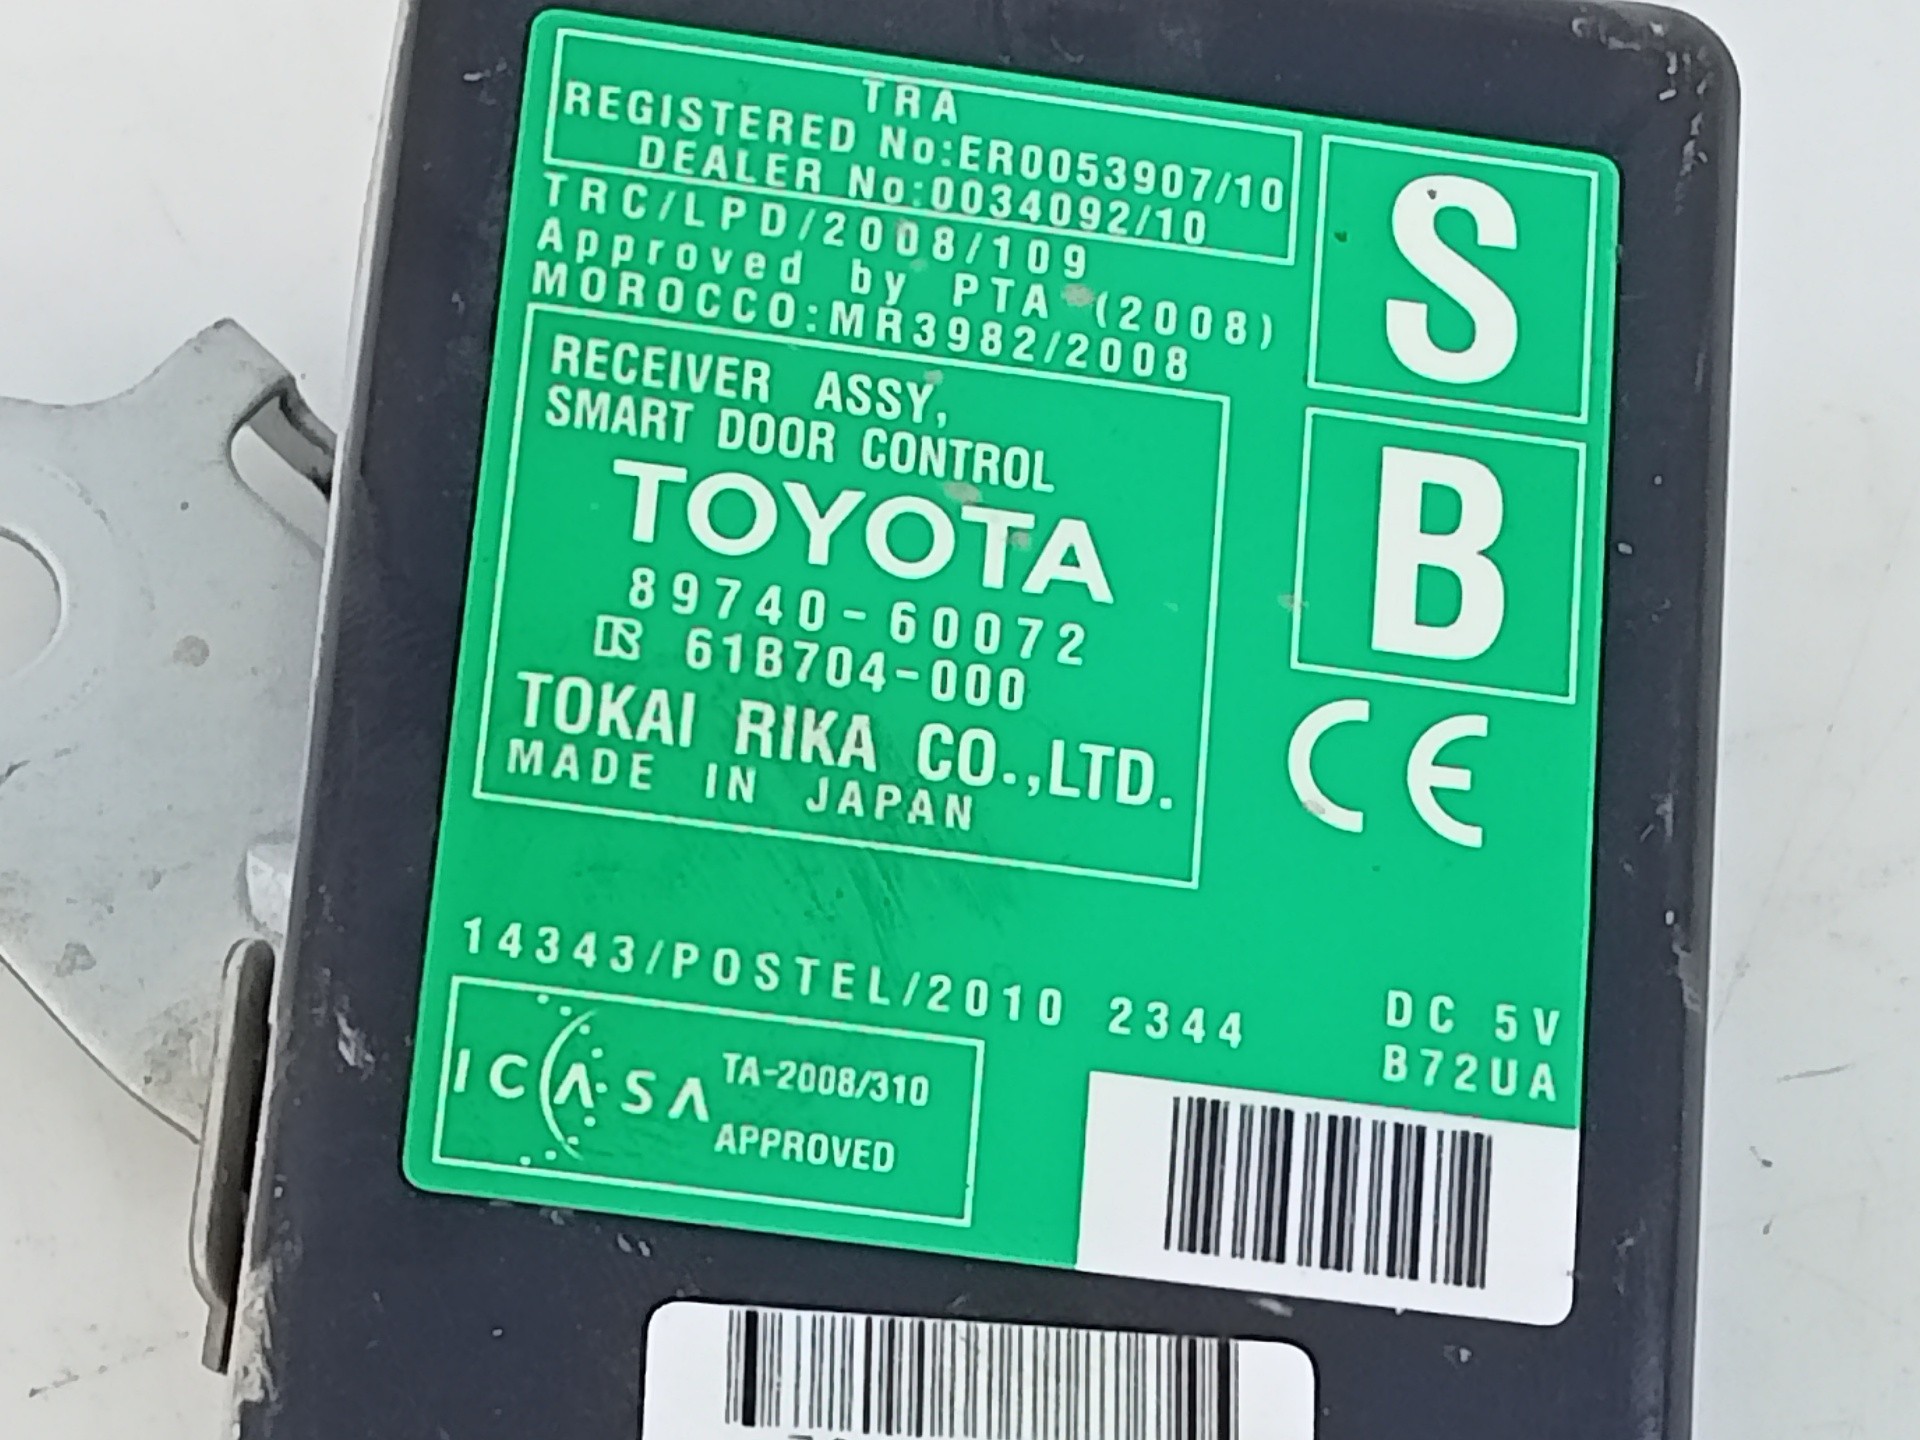 TRA
REGISTERED No:ER0053907/10
DEALER No:0034092/10
TRC/LPD/2008/109
Approved by PTA (2008)
MOROCCO:MR3982/2008
S
B
RECEIVER ASSY,
SMART DOOR CONTROL
TOYOTA
89740-60072
61B704-000
TOKAI RIKA CO.,LTD.
MADE IN JAPAN
CE
14343/POSTEL/2010 2344
DC 5V
B72UA
ICASA TA-2008/310
APPROVED